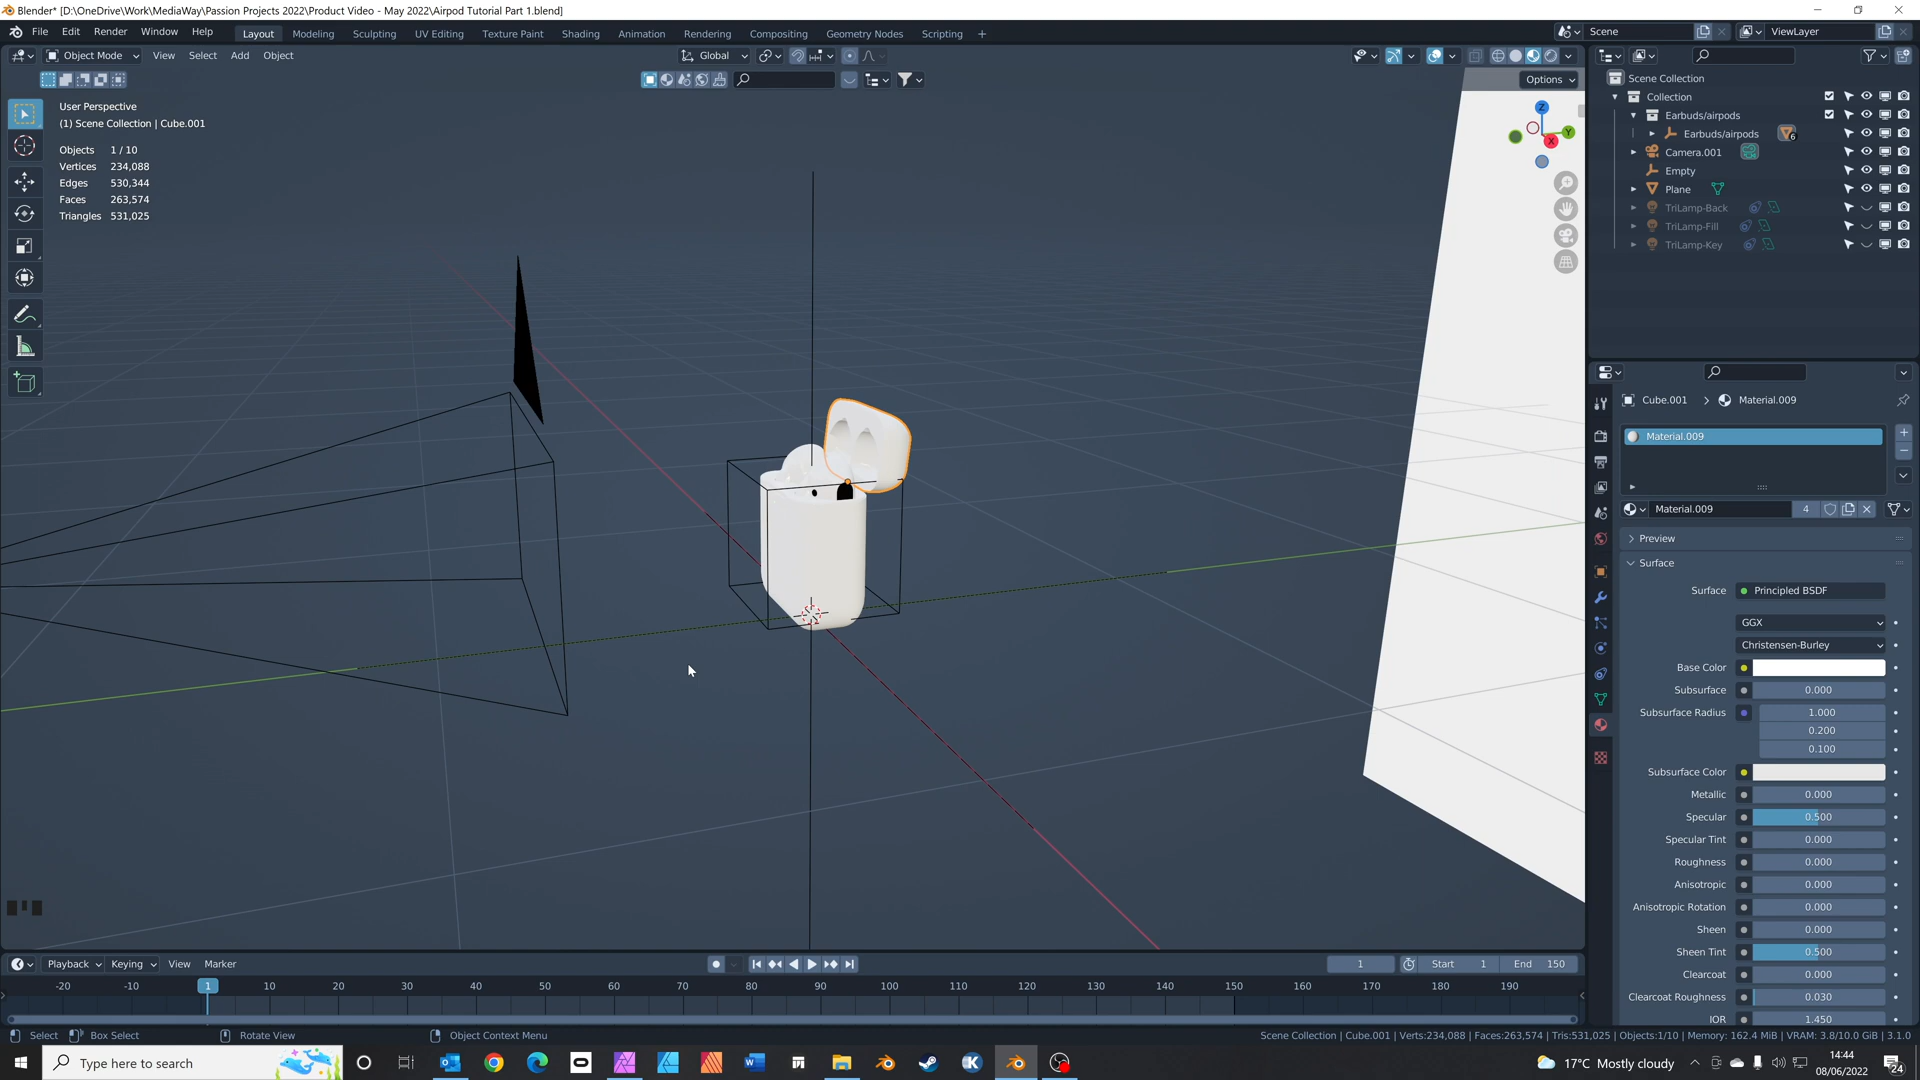 Blender* [D:\OneDrive\Work\MediaWay\Passion Projects 2022\Product Video - May 2022\Airpod Tutorial Part 1.blend]
File Edit Render Window Help Layout Modeling Sculpting UV Editing Texture Paint Shading Animation Rendering Compositing Geometry Nodes Scripting +
Scene ViewLayer
Object Mode View Select Add Object Global
Options
User Perspective
(1) Scene Collection | Cube.001
Objects 1 / 10
Vertices 234,088
Edges 530,344
Faces 263,574
Triangles 531,025
Z
Y
X
Scene Collection
Collection
Earbuds/airpods
Earbuds/airpods 6
Camera.001
Empty
Plane
TriLamp-Back
TriLamp-Fill
TriLamp-Key
Cube.001 > Material.009
Material.009
Material.009 4
Preview
Surface
Surface Principled BSDF
GGX
Christensen-Burley
Base Color
Subsurface 0.000
Subsurface Radius 1.000
0.200
0.100
Subsurface Color
Metallic 0.000
Specular 0.500
Specular Tint 0.000
Roughness 0.000
Anisotropic 0.000
Anisotropic Rotation 0.000
Sheen 0.000
Sheen Tint 0.500
Clearcoat 0.000
Clearcoat Roughness 0.030
IOR 1.450
Playback Keying View Marker 1 Start 1 End 150
-20 -10 1 10 20 30 40 50 60 70 80 90 100 110 120 130 140 150 160 170 180 190
Select Box Select Rotate View Object Context Menu
Scene Collection | Cube.001 | Verts:234,088 | Faces:263,574 | Tris:531,025 | Objects:1/10 | Memory: 162.4 MiB | VRAM: 3.8/10.0 GiB | 3.1.0
Type here to search
17°C Mostly cloudy
14:44
08/06/2022
24